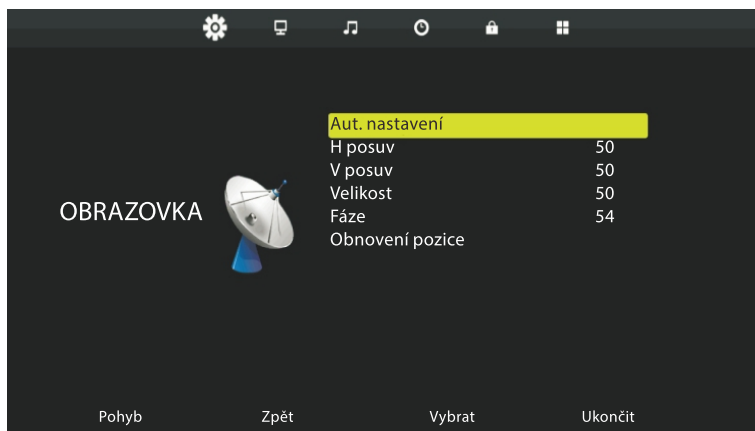 Aut. nastavení
H posuv 50
V posuv 50
Velikost 50
OBRAZOVKA
Fáze 54
Obnovení pozice
Pohyb Zpět Vybrat Ukončit